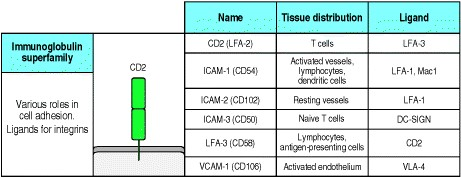 Name Tissue distribution Ligand
Immunoglobulin
superfamily
Various roles in
cell adhesion.
Ligands for integrins
CD2
CD2 (LFA-2) T cells LFA-3
ICAM-1 (CD54) Activated vessels,
lymphocytes,
dendritic cells LFA-1, Mac1
ICAM-2 (CD102) Resting vessels LFA-1
ICAM-3 (CD50) Naive T cells DC-SIGN
LFA-3 (CD58) Lymphocytes,
antigen-presenting cells CD2
VCAM-1 (CD106) Activated endothelium VLA-4